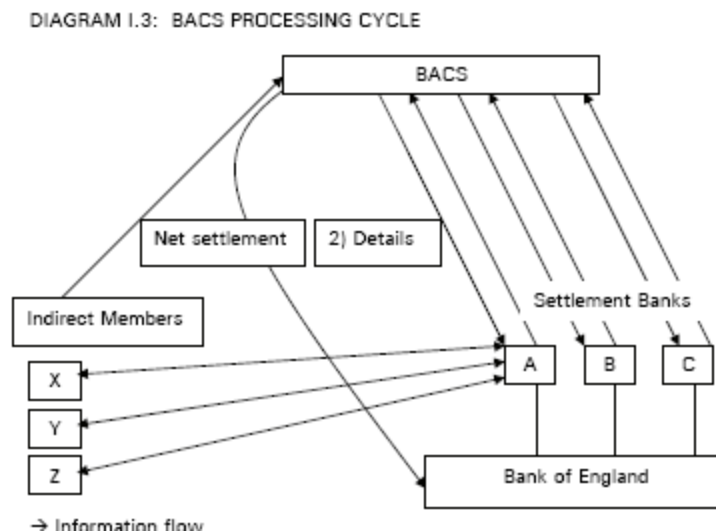 DIAGRAM I.3: BACS PROCESSING CYCLE
BACS
Net settlement
2) Details
Settlement Banks
Indirect Members
A
B
C
X
Y
Z
Bank of England
→ Information flow